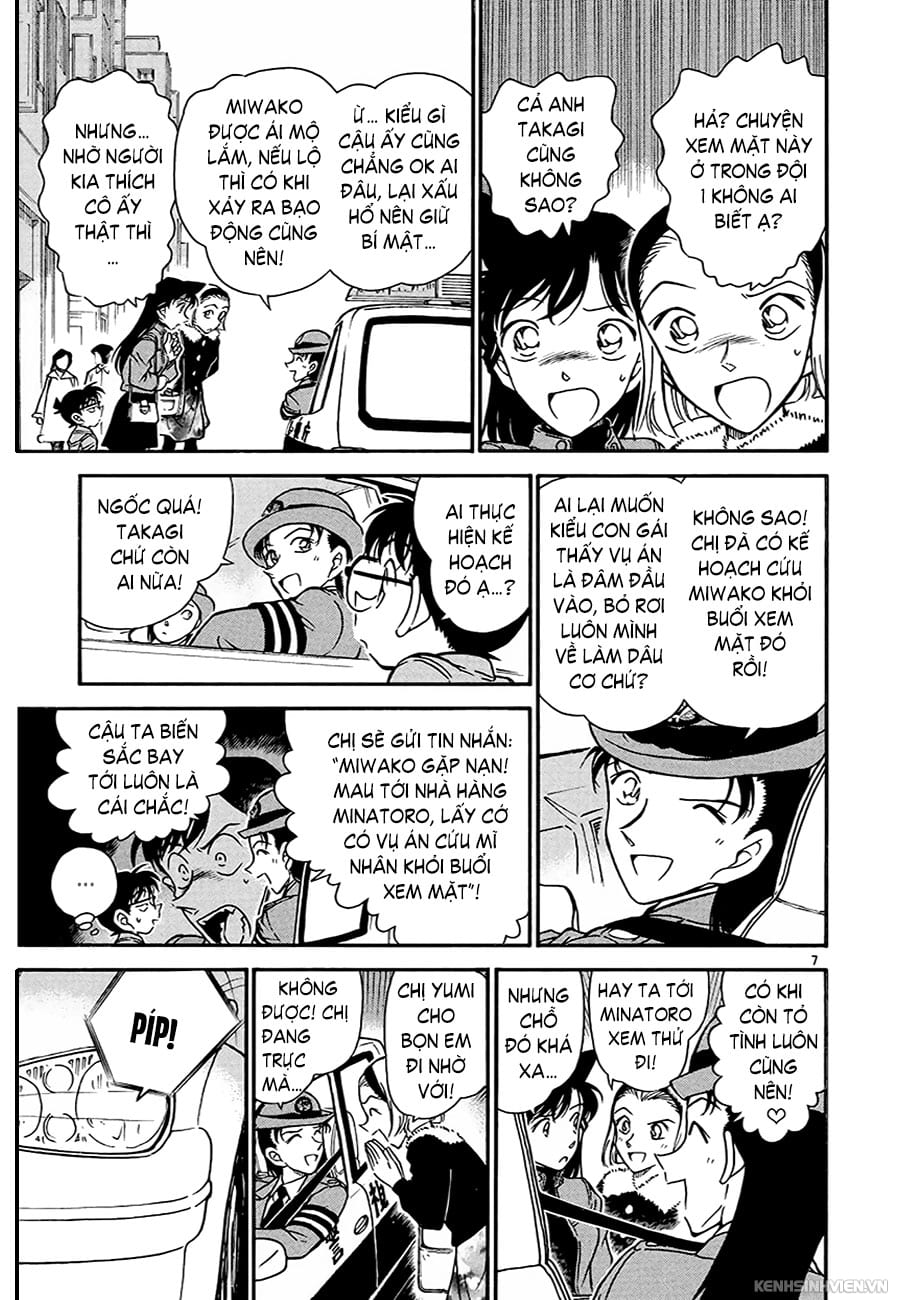 HẢ? CHUYỆN
XEM MẶT NÀY
Ở TRONG ĐỘI
1 KHÔNG AI
BIẾT Ạ?
CẢ ANH
TAKAGI
CŨNG
KHÔNG
SAO?
Ừ... KIỂU GÌ
CẬU ẤY CŨNG
CHẲNG OK AI
ĐÂU, LẠI XẤU
HỔ NÊN GIỮ
BÍ MẬT...
MIWAKO
ĐƯỢC ÁI MỘ
LẮM, NẾU LỘ
THÌ CÓ KHI
XẢY RA BẠO
ĐỘNG CŨNG
NÊN!
NHƯNG...
NHỜ NGƯỜI
KIA THÍCH
CÔ ẤY
THẬT THÌ
...
KHÔNG SAO!
CHỊ ĐÃ CÓ KẾ
HOẠCH CỨU
MIWAKO KHỎI
BUỔI XEM
MẶT ĐÓ
RỒI!
AI LẠI MUỐN
KIỂU CON GÁI
THẤY VỤ ÁN
LÀ ĐÂM ĐẦU
VÀO, BỎ RƠI
LUÔN MÌNH
VỀ LÀM DÂU
CƠ CHỨ?
AI THỰC
HIỆN KẾ
HOẠCH
ĐÓ Ạ...?
NGỐC QUÁ!
TAKAGI
CHỨ CÒN
AI NỮA!
CHỊ SẼ GỬI TIN NHẮN:
"MIWAKO GẶP NẠN!
MAU TỚI NHÀ HÀNG
MINATORO, LẤY CỚ
CÓ VỤ ÁN CỨU MĨ
NHÂN KHỎI BUỔI
XEM MẶT"!
CẬU TA BIẾN
SẮC BAY
TỚI LUÔN LÀ
CÁI CHẮC!
...
7
CÓ KHI
CÒN TỎ
TÌNH LUÔN
CŨNG
NÊN!
♡
HAY TA TỚI
MINATORO
XEM THỬ
ĐI!
NHƯNG
CHỖ
ĐÓ KHÁ
XA...
CHỊ YUMI
CHO
BỌN EM
ĐI NHỜ
VỚI!
KHÔNG
ĐƯỢC! CHỊ
ĐANG
TRỰC
MÀ...
PÍP!
KENHSINHVIEN.VN